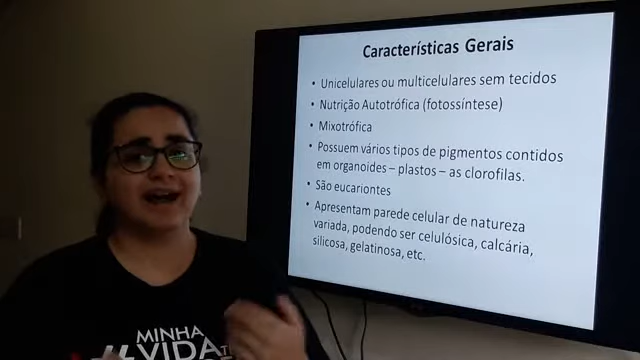 Características Gerais
• Unicelulares ou multicelulares sem tecidos
• Nutrição Autotrófica (fotossíntese)
• Mixotrófica
• Possuem vários tipos de pigmentos contidos
em organoides – plastos – as clorofilas.
• São eucariontes
• Apresentam parede celular de natureza
variada, podendo ser celulósica, calcária,
silicosa, gelatinosa, etc.
MINHA
#VIDA